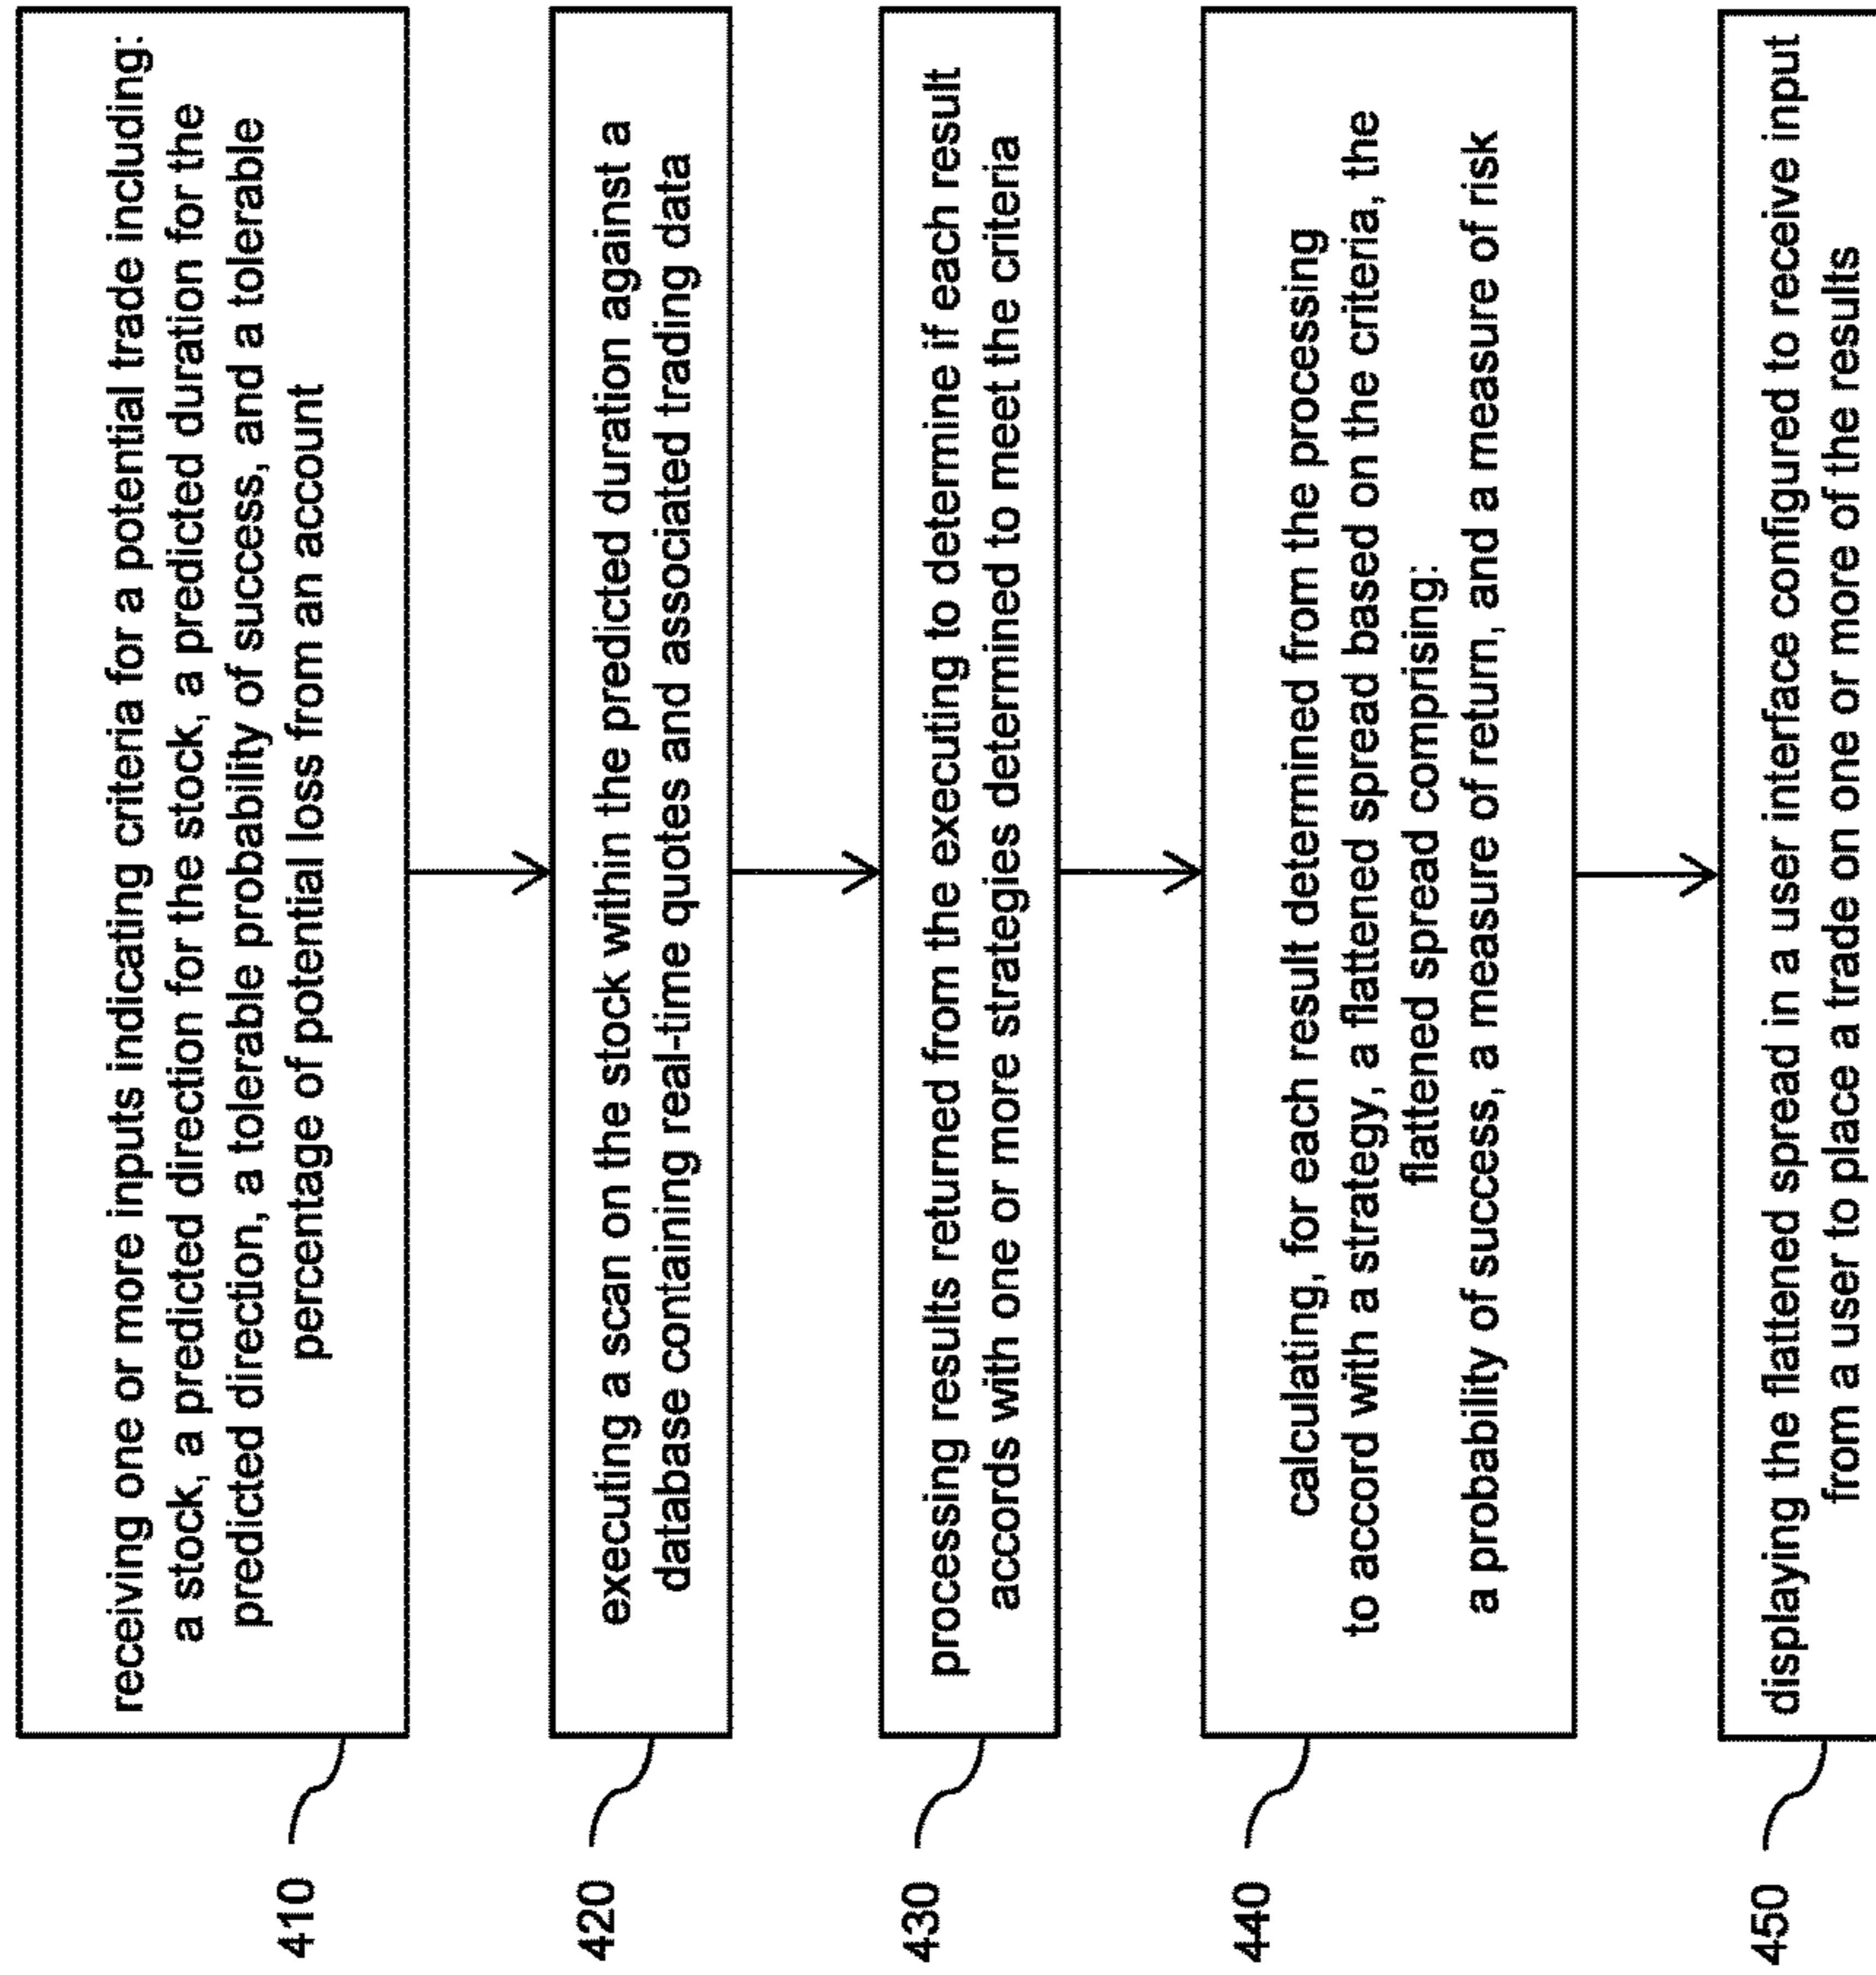 410
receiving one or more inputs indicating criteria for a potential trade including:
a stock, a predicted direction for the stock, a predicted duration for the
predicted direction, a tolerable probability of success, and a tolerable
percentage of potential loss from an account
420
executing a scan on the stock within the predicted duration against a
database containing real-time quotes and associated trading data
430
processing results returned from the executing to determine if each result
accords with one or more strategies determined to meet the criteria
440
calculating, for each result determined from the processing
to accord with a strategy, a flattened spread based on the criteria, the
flattened spread comprising:
a probability of success, a measure of return, and a measure of risk
450
displaying the flattened spread in a user interface configured to receive input
from a user to place a trade on one or more of the results